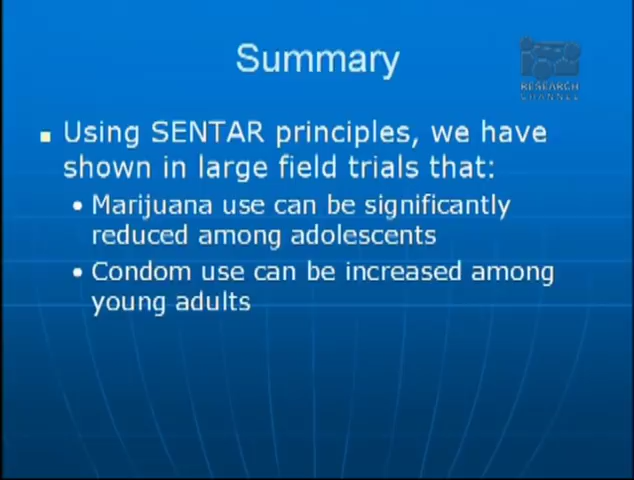 Summary
RESEARCH
CHANNEL
Using SENTAR principles, we have
shown in large field trials that:
• Marijuana use can be significantly
reduced among adolescents
• Condom use can be increased among
young adults